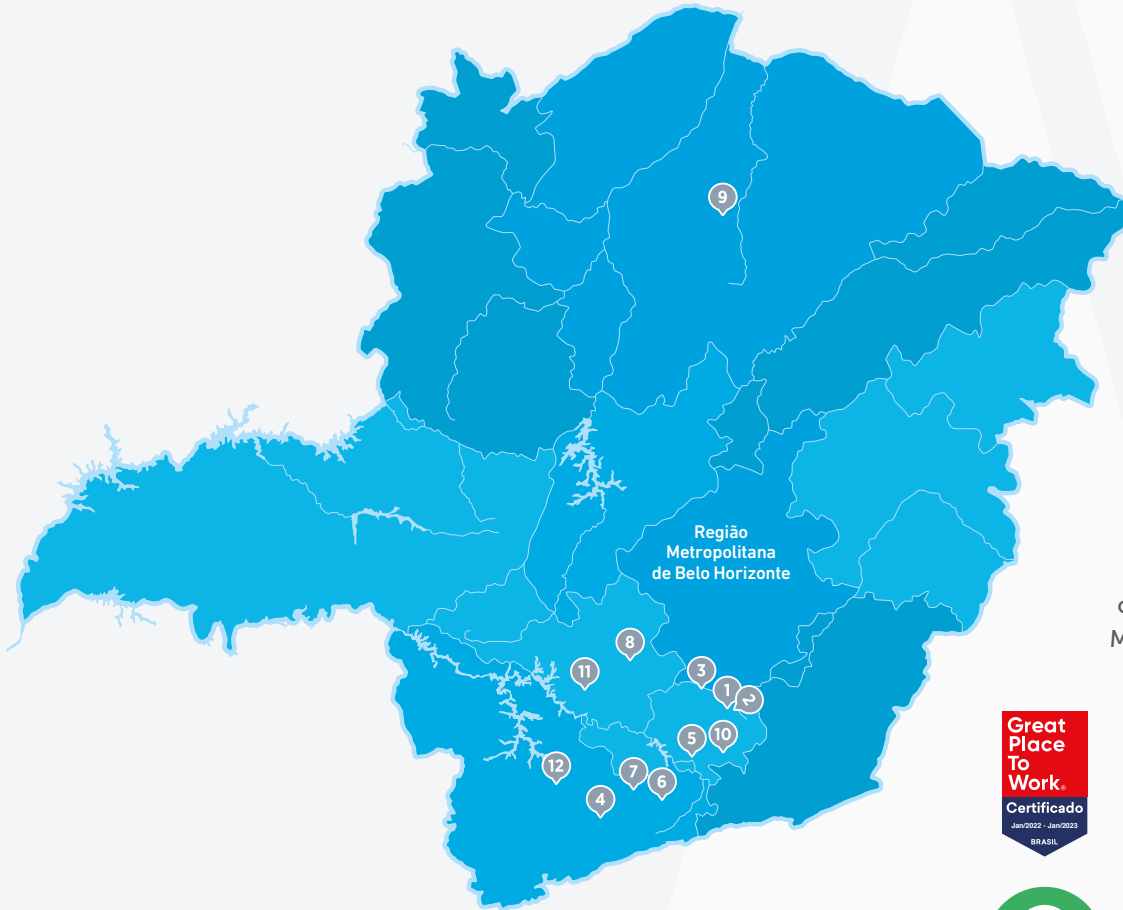 9
Região
Metropolitana
de Belo Horizonte
8
3
11
1
2
5
10
12
7
6
4
M
Great
Place
To
Work®
Certificado
Jan/2022 - Jan/2023
BRASIL